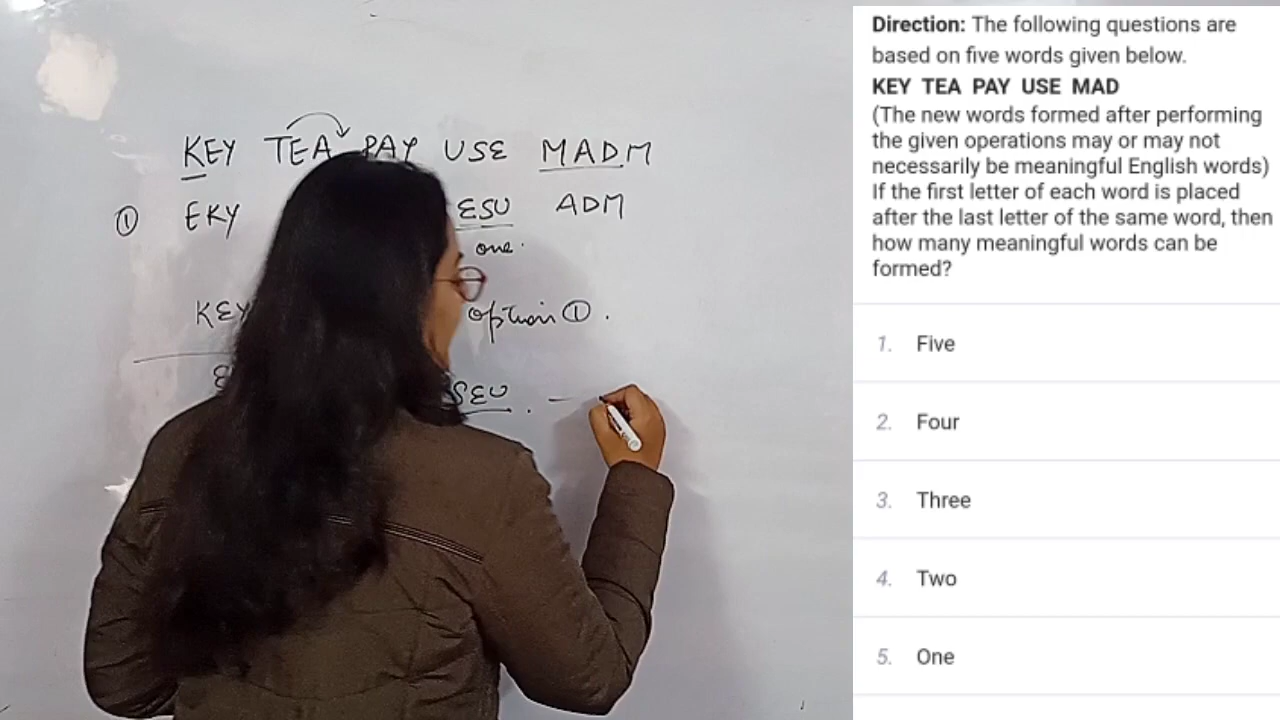 KEY TEA PAY USE MADM
① EKY ESU ADM
one.
KEY option ①.
SEU. —
Direction: The following questions are
based on five words given below.
KEY TEA PAY USE MAD
(The new words formed after performing
the given operations may or may not
necessarily be meaningful English words)
If the first letter of each word is placed
after the last letter of the same word, then
how many meaningful words can be
formed?
1. Five
2. Four
3. Three
4. Two
5. One